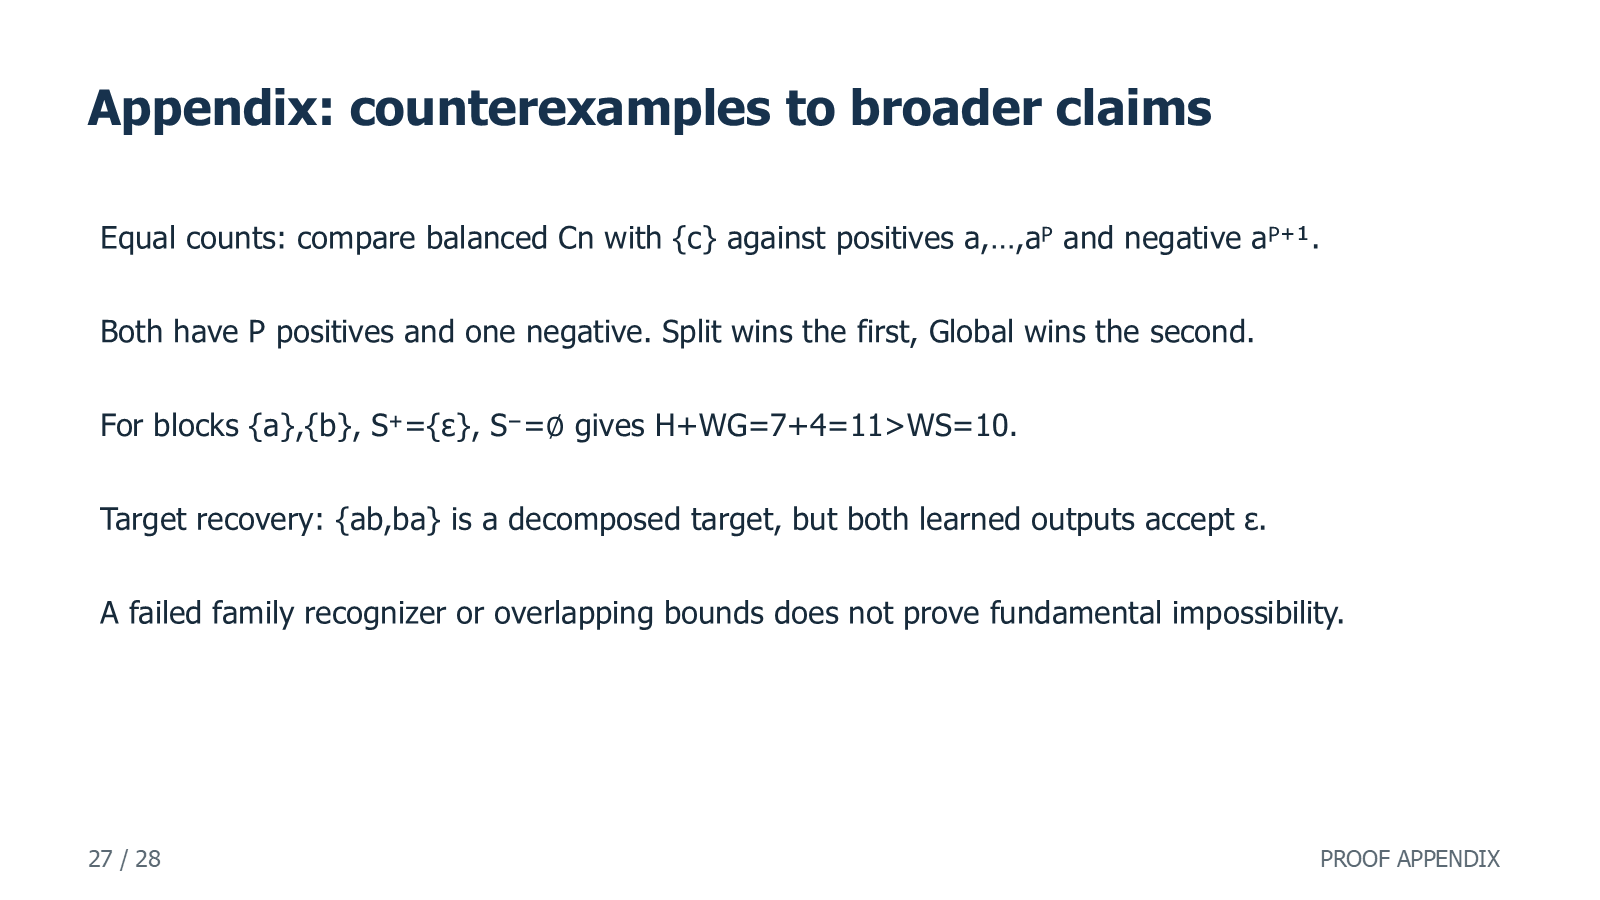 Appendix: counterexamples to broader claims
Equal counts: compare balanced Cn with {c} against positives a,…,aᴾ and negative aᴾ⁺¹.
Both have P positives and one negative. Split wins the first, Global wins the second.
For blocks {a},{b}, S⁺={ε}, S⁻=∅ gives H+WG=7+4=11>WS=10.
Target recovery: {ab,ba} is a decomposed target, but both learned outputs accept ε.
A failed family recognizer or overlapping bounds does not prove fundamental impossibility.
27 / 28
PROOF APPENDIX